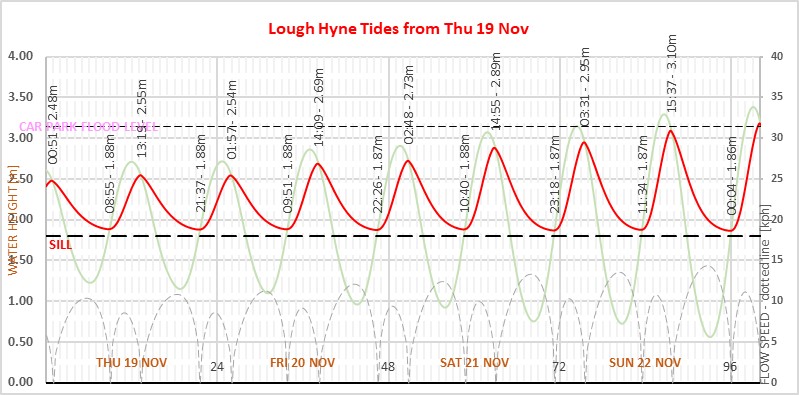 Lough Hyne Tides from Thu 19 Nov
4.00
3.50
3.00
2.50
2.00
1.50
1.00
0.50
0.00
WATER HEIGHT [m]
CAR PARK FLOOD LEVEL
SILL
00:51 - 2.48m
08:55 - 1.88m
21:37 - 1.88m
01:57 - 2.54m
09:51 - 1.88m
14:09 - 2.69m
22:26 - 1.87m
02:48 - 2.73m
10:40 - 1.88m
14:55 - 2.89m
23:18 - 1.87m
03:31 - 2.95m
11:34 - 1.87m
15:37 - 3.10m
00:04 - 1.86m
THU 19 NOV
24
FRI 20 NOV
48
SAT 21 NOV
72
SUN 22 NOV
96
40
35
30
25
20
15
10
5
0
FLOW SPEED - dotted line [kph]